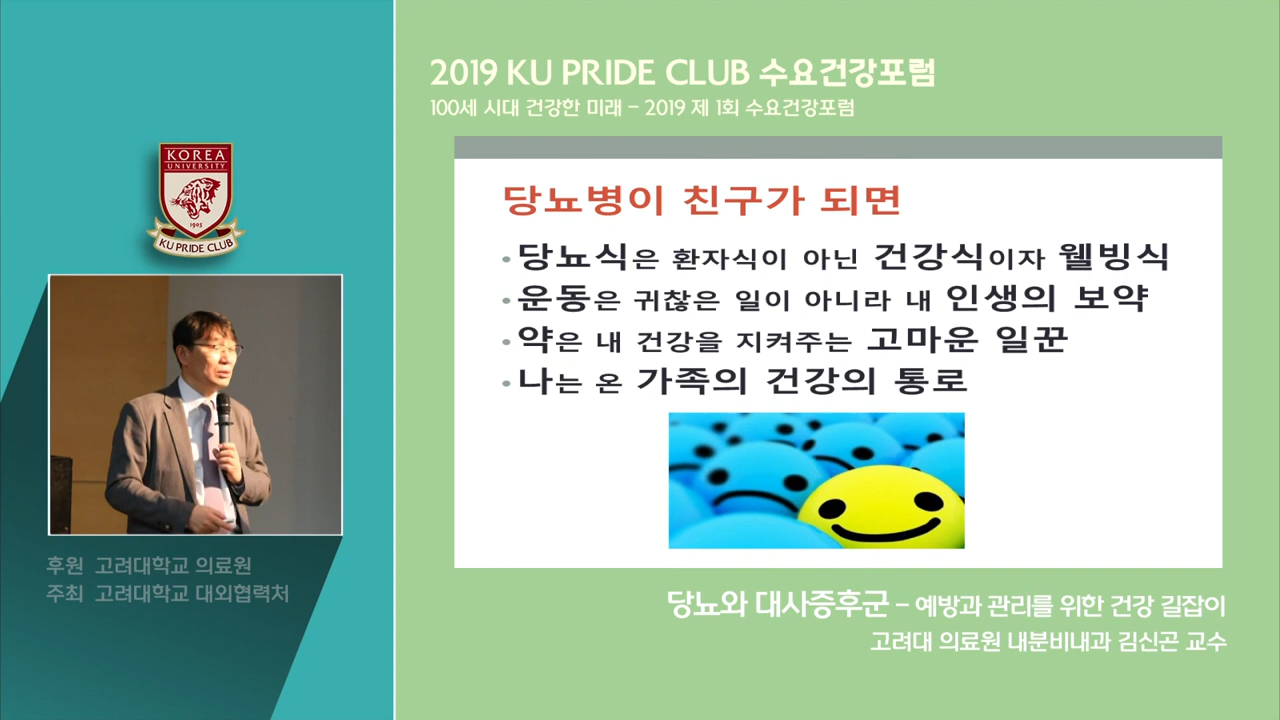 2019 KU PRIDE CLUB 수요건강포럼
100세 시대 건강한 미래 – 2019 제 1회 수요건강포럼
KOREA
UNIVERSITY
1905
KU PRIDE CLUB
당뇨병이 친구가 되면
• 당뇨식은 환자식이 아닌 건강식이자 웰빙식
• 운동은 귀찮은 일이 아니라 내 인생의 보약
• 약은 내 건강을 지켜주는 고마운 일꾼
• 나는 온 가족의 건강의 통로
후원 고려대학교 의료원
주최 고려대학교 대외협력처
당뇨와 대사증후군 – 예방과 관리를 위한 건강 길잡이
고려대 의료원 내분비내과 김신곤 교수